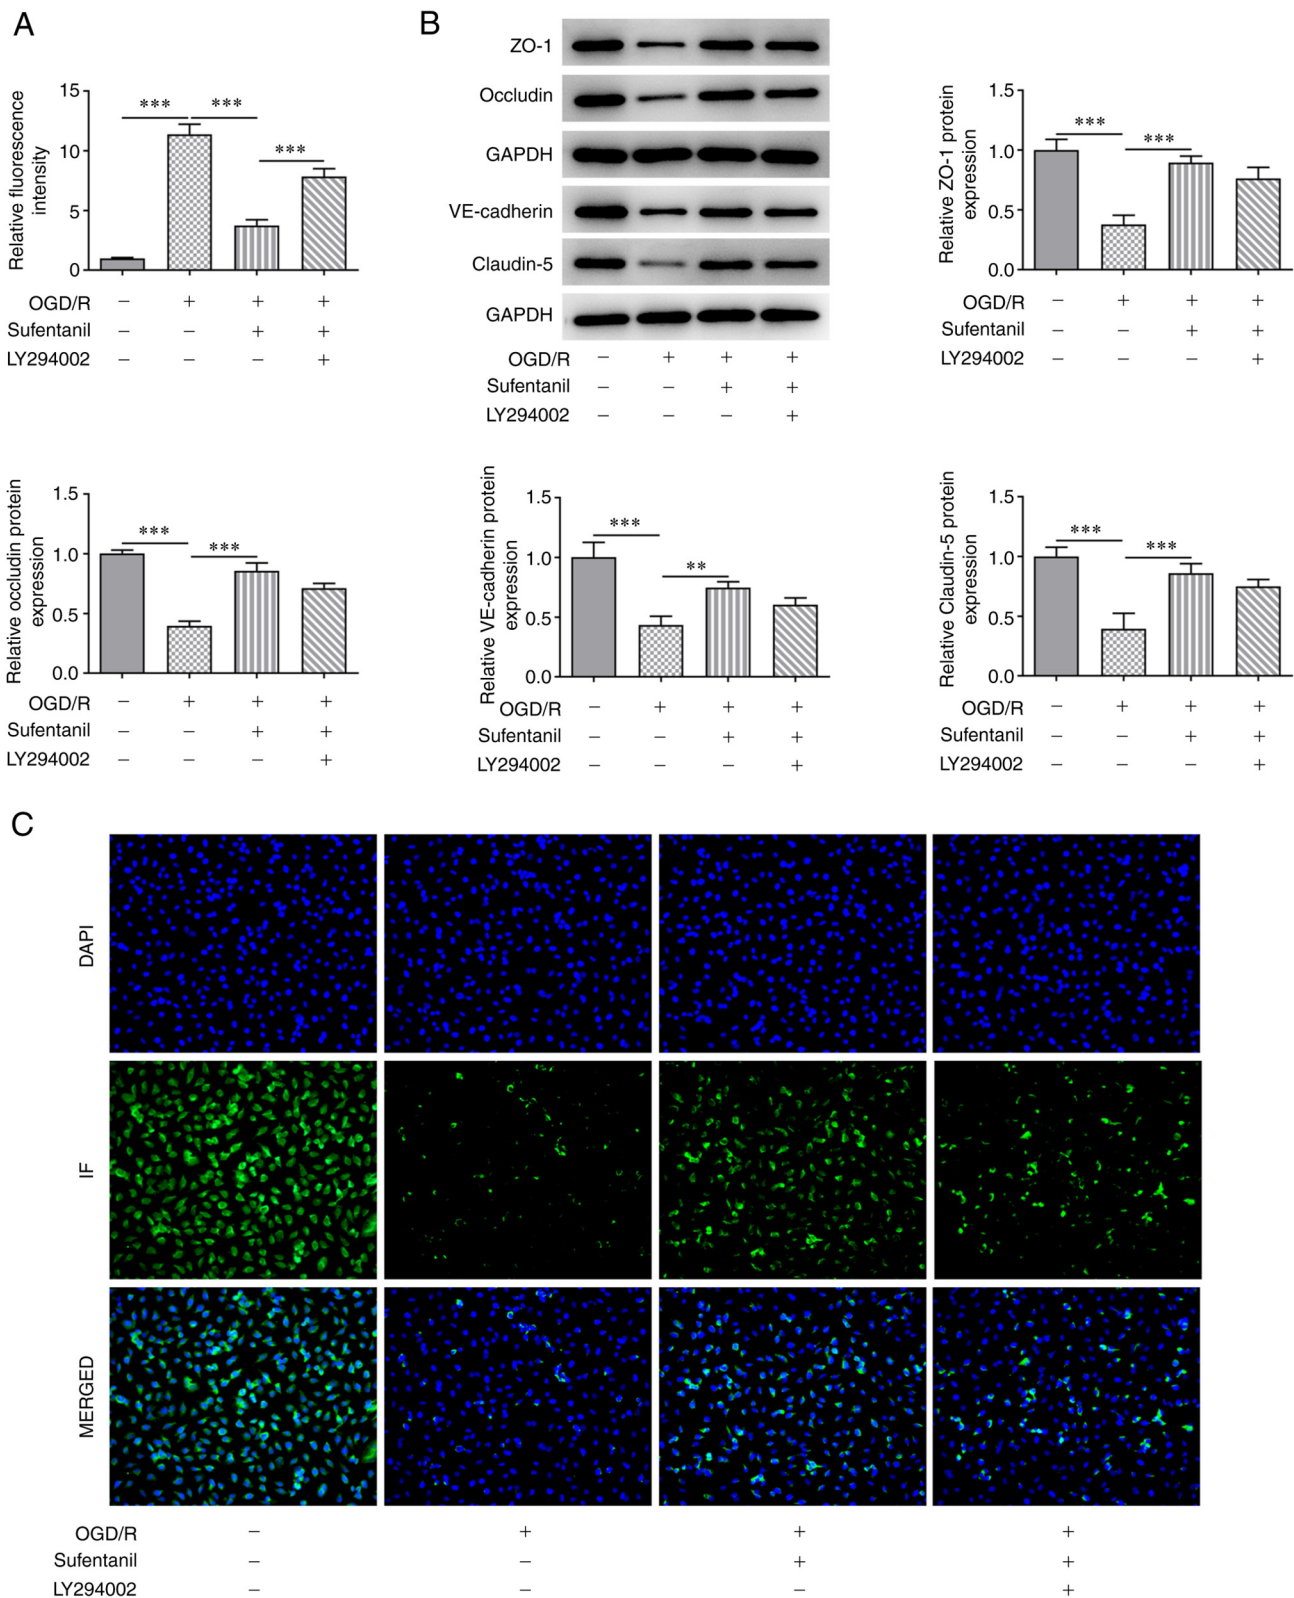 A
Relative fluorescence
intensity
15
10
5
0
***
***
***
OGD/R − + + +
Sufentanil − − + +
LY294002 − − − +
B
ZO-1
Occludin
GAPDH
VE-cadherin
Claudin-5
GAPDH
OGD/R − + + +
Sufentanil − − + +
LY294002 − − − +
Relative ZO-1 protein
expression
1.5
1.0
0.5
0.0
***
***
OGD/R − + + +
Sufentanil − − + +
LY294002 − − − +
Relative occludin protein
expression
1.5
1.0
0.5
0.0
***
***
OGD/R − + + +
Sufentanil − − + +
LY294002 − − − +
Relative VE-cadherin protein
expression
1.5
1.0
0.5
0.0
***
**
OGD/R − + + +
Sufentanil − − + +
LY294002 − − − +
Relative Claudin-5 protein
expression
1.5
1.0
0.5
0.0
***
***
OGD/R − + + +
Sufentanil − − + +
LY294002 − − − +
C
DAPI
IF
MERGED
OGD/R − + + +
Sufentanil − − + +
LY294002 − − − +